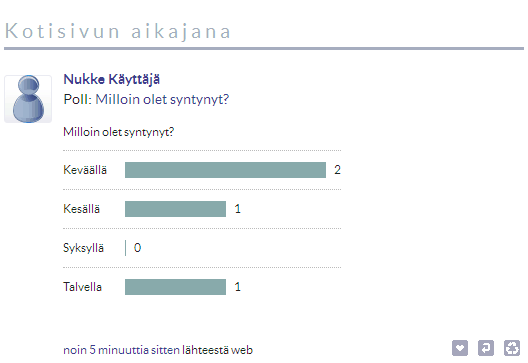 Kotisivun aikajana
Nukke Käyttäjä
Poll: Milloin olet syntynyt?
Milloin olet syntynyt?
Keväällä 2
Kesällä 1
Syksyllä 0
Talvella 1
noin 5 minuuttia sitten lähteestä web